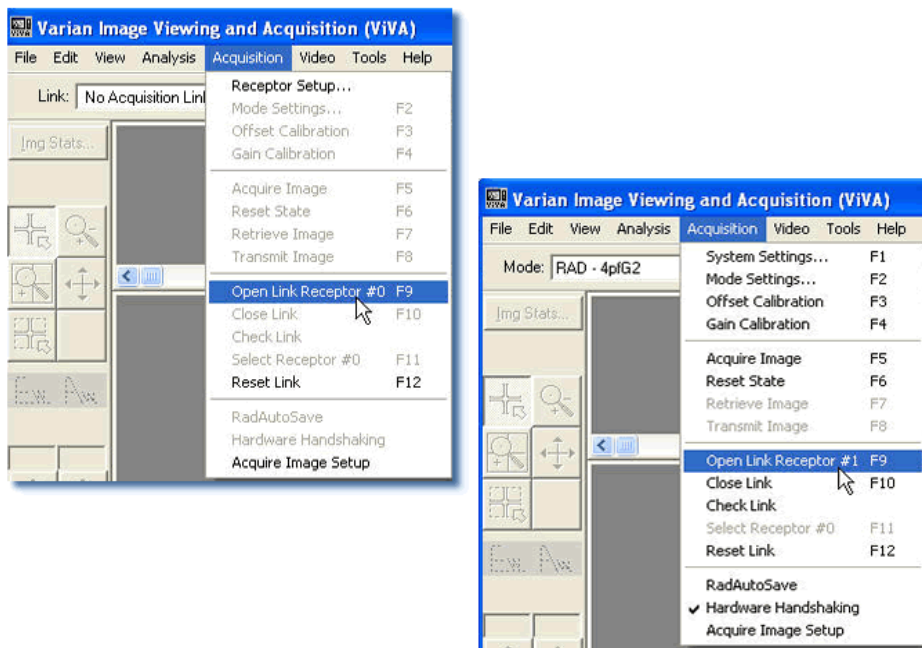 Varian Image Viewing and Acquisition (ViVA)
File Edit View Analysis Acquisition Video Tools Help
Link: No Acquisition Link
Img Stats...
Receptor Setup...
Mode Settings... F2
Offset Calibration F3
Gain Calibration F4
Acquire Image F5
Reset State F6
Retrieve Image F7
Transmit Image F8
Open Link Receptor #0 F9
Close Link F10
Check Link
Select Receptor #0 F11
Reset Link F12
RadAutoSave
Hardware Handshaking
Acquire Image Setup
Varian Image Viewing and Acquisition (ViVA)
File Edit View Analysis Acquisition Video Tools Help
Mode: RAD - 4pfG2
Img Stats...
System Settings... F1
Mode Settings... F2
Offset Calibration F3
Gain Calibration F4
Acquire Image F5
Reset State F6
Retrieve Image F7
Transmit Image F8
Open Link Receptor #1 F9
Close Link F10
Check Link
Select Receptor #0 F11
Reset Link F12
RadAutoSave
Hardware Handshaking
Acquire Image Setup